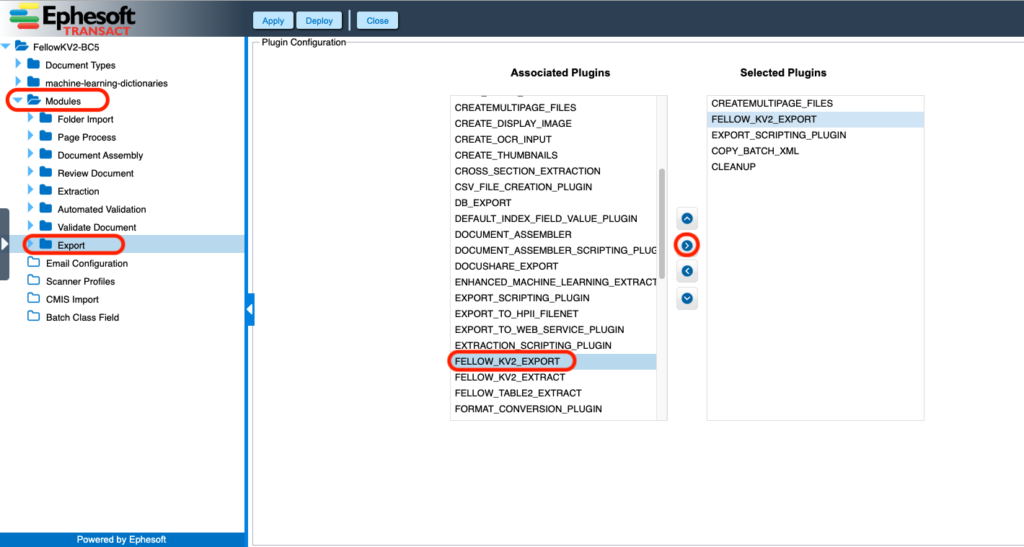 Ephesoft
TRANSACT
Apply
Deploy
Close
FellowKV2-BC5
Document Types
machine-learning-dictionaries
Modules
Folder Import
Page Process
Document Assembly
Review Document
Extraction
Automated Validation
Validate Document
Export
Email Configuration
Scanner Profiles
CMIS Import
Batch Class Field
Powered by Ephesoft
Plugin Configuration
Associated Plugins
CREATEMULTIPAGE_FILES
CREATE_DISPLAY_IMAGE
CREATE_OCR_INPUT
CREATE_THUMBNAILS
CROSS_SECTION_EXTRACTION
CSV_FILE_CREATION_PLUGIN
DB_EXPORT
DEFAULT_INDEX_FIELD_VALUE_PLUGIN
DOCUMENT_ASSEMBLER
DOCUMENT_ASSEMBLER_SCRIPTING_PLUG
DOCUSHARE_EXPORT
ENHANCED_MACHINE_LEARNING_EXTRACT
EXPORT_SCRIPTING_PLUGIN
EXPORT_TO_HPII_FILENET
EXPORT_TO_WEB_SERVICE_PLUGIN
EXTRACTION_SCRIPTING_PLUGIN
FELLOW_KV2_EXPORT
FELLOW_KV2_EXTRACT
FELLOW_TABLE2_EXTRACT
FORMAT_CONVERSION_PLUGIN
Selected Plugins
CREATEMULTIPAGE_FILES
FELLOW_KV2_EXPORT
EXPORT_SCRIPTING_PLUGIN
COPY_BATCH_XML
CLEANUP